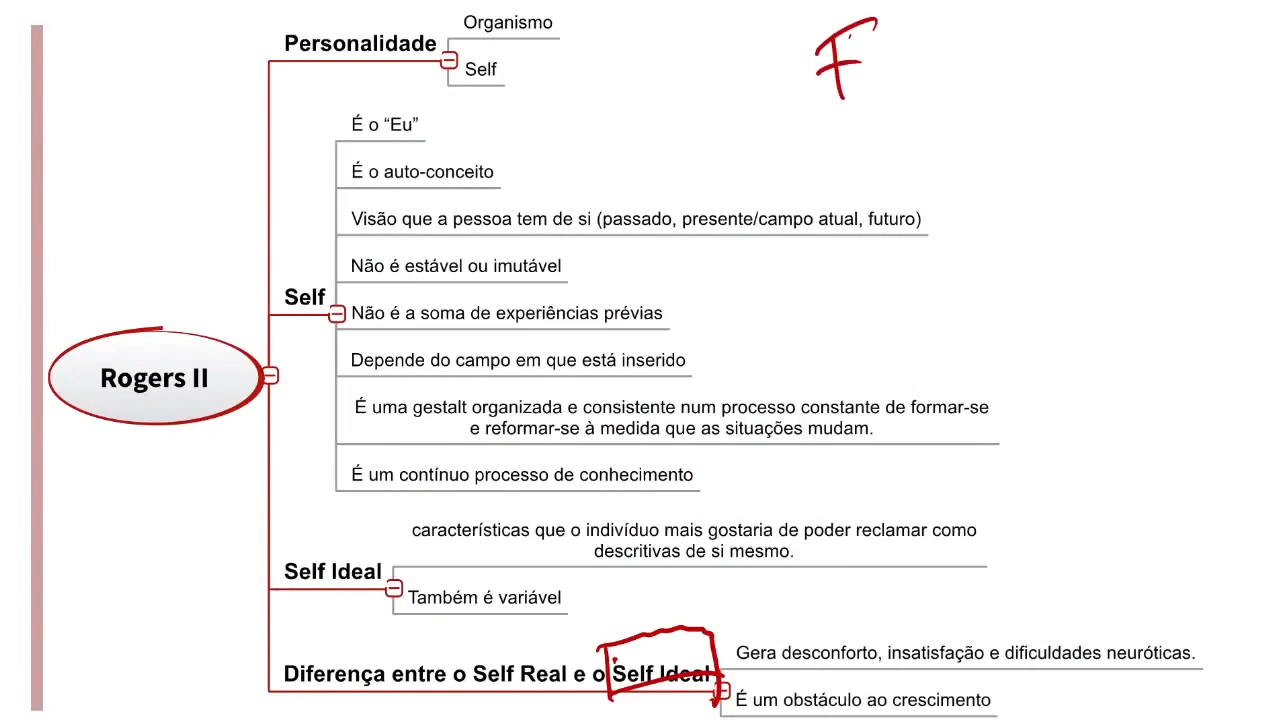 Organismo
Personalidade
Self
F
É o “Eu”
É o auto-conceito
Visão que a pessoa tem de si (passado, presente/campo atual, futuro)
Não é estável ou imutável
Self
Não é a soma de experiências prévias
Depende do campo em que está inserido
Rogers II
É uma gestalt organizada e consistente num processo constante de formar-se
e reformar-se à medida que as situações mudam.
É um contínuo processo de conhecimento
características que o indivíduo mais gostaria de poder reclamar como
descritivas de si mesmo.
Self Ideal
Também é variável
Diferença entre o Self Real e o Self Ideal
Gera desconforto, insatisfação e dificuldades neuróticas.
É um obstáculo ao crescimento